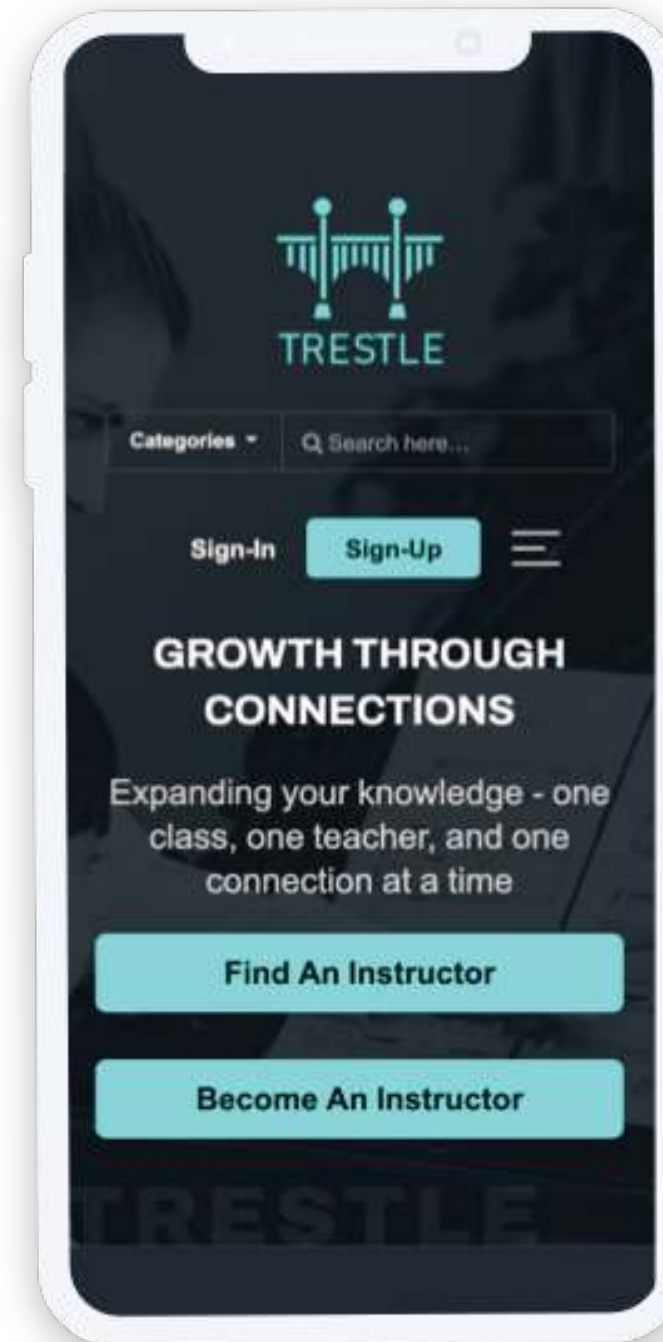 TRESTLE
Categories
Search here...
Sign-In
Sign-Up
GROWTH THROUGH
CONNECTIONS
Expanding your knowledge - one
class, one teacher, and one
connection at a time
Find An Instructor
Become An Instructor
TRESTLE